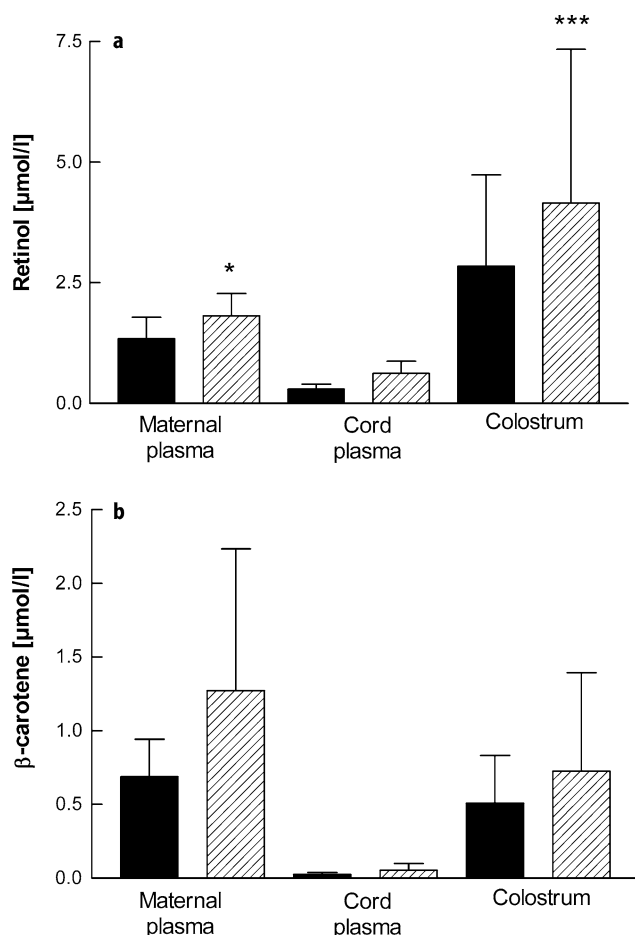 a
***
7.5
5.0
2.5
0.0
*
Retinol [µmol/l]
Maternal
plasma
Cord
plasma
Colostrum
b
2.5
2.0
1.5
1.0
0.5
0.0
β-carotene [µmol/l]
Maternal
plasma
Cord
plasma
Colostrum